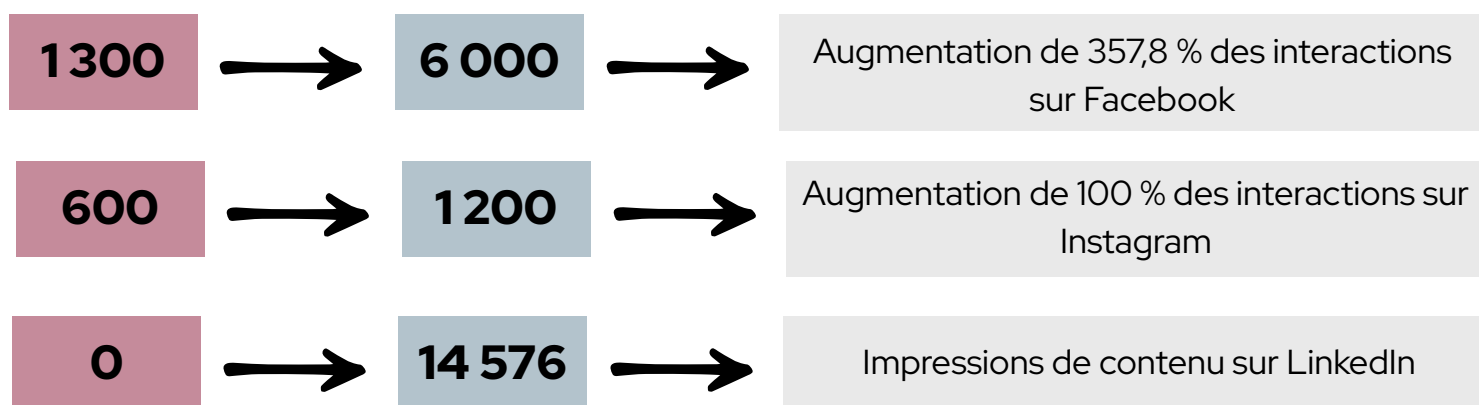 1 300
6 000
Augmentation de 357,8 % des interactions
sur Facebook
600
1 200
Augmentation de 100 % des interactions sur
Instagram
0
14 576
Impressions de contenu sur LinkedIn